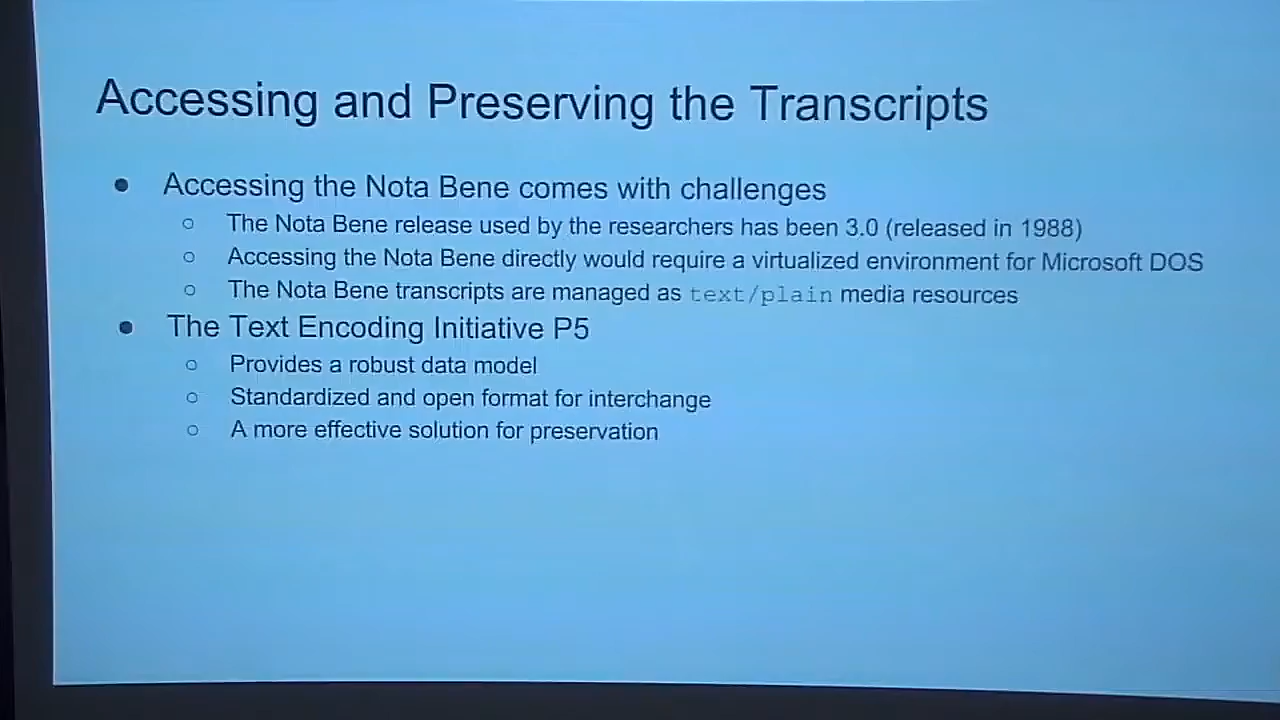 Accessing and Preserving the Transcripts
● Accessing the Nota Bene comes with challenges
○ The Nota Bene release used by the researchers has been 3.0 (released in 1988)
○ Accessing the Nota Bene directly would require a virtualized environment for Microsoft DOS
○ The Nota Bene transcripts are managed as text/plain media resources
● The Text Encoding Initiative P5
○ Provides a robust data model
○ Standardized and open format for interchange
○ A more effective solution for preservation